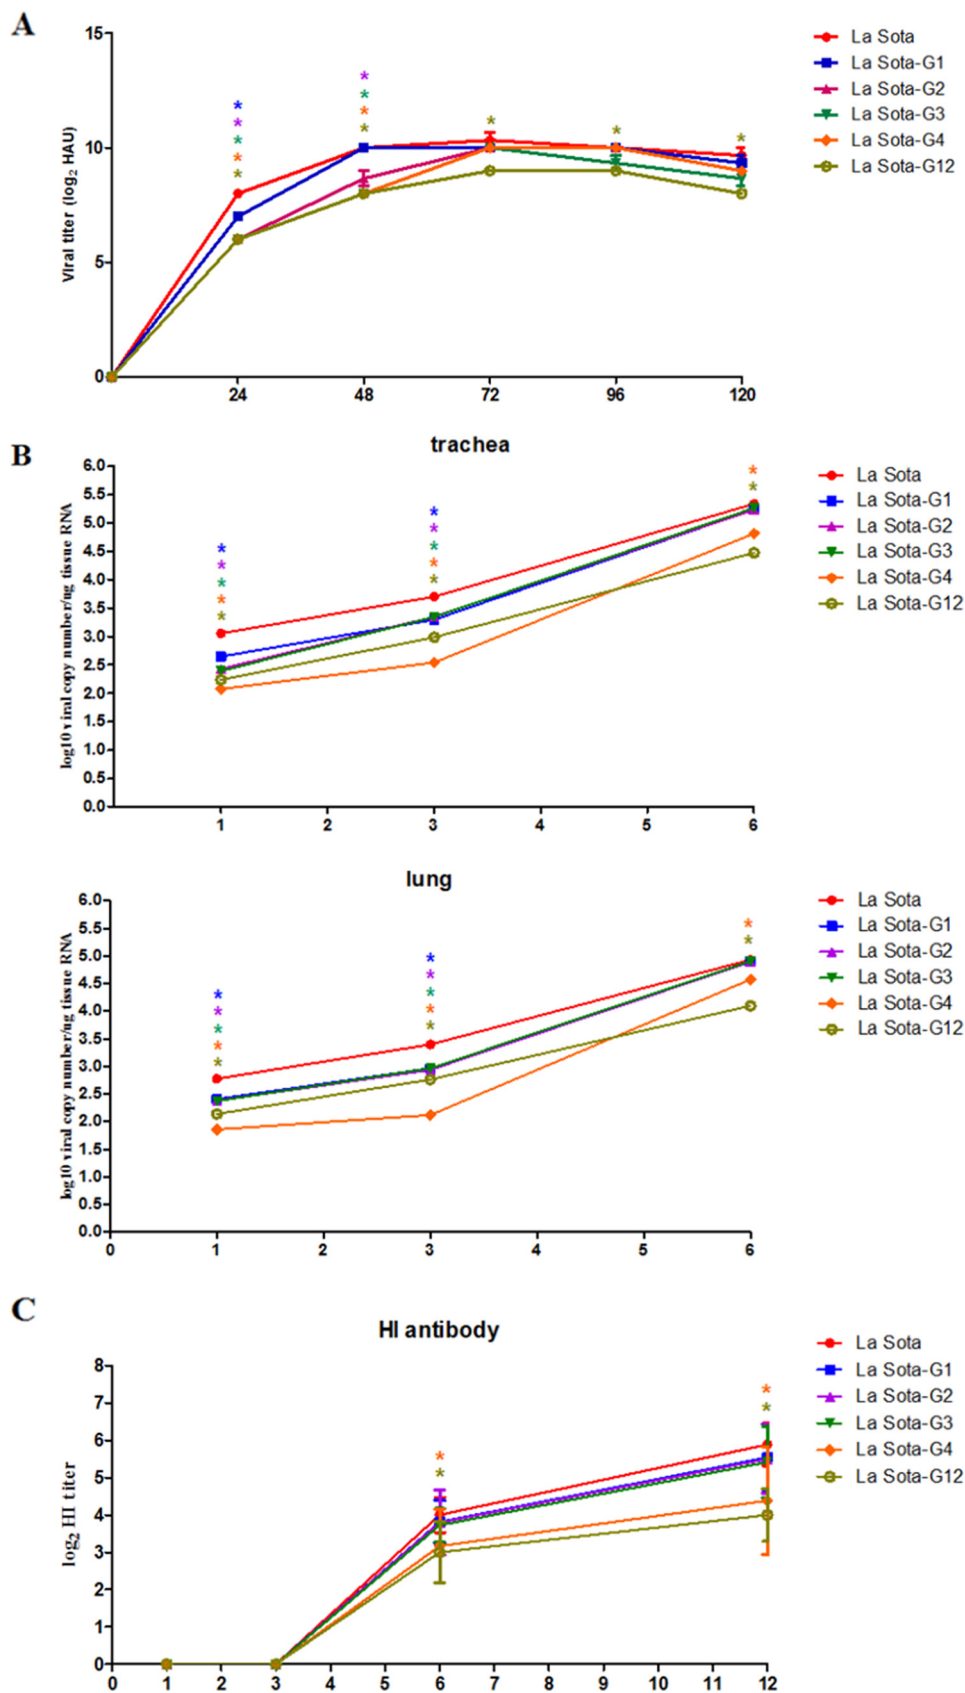 A
15
10
5
0
Viral titer (log2 HAU)
24 48 72 96 120
* * * * *
* * * *
*
*
*
La Sota
La Sota-G1
La Sota-G2
La Sota-G3
La Sota-G4
La Sota-G12
B
trachea
6.0
5.5
5.0
4.5
4.0
3.5
3.0
2.5
2.0
1.5
1.0
0.5
0.0
log10 viral copy number/ng tissue RNA
1 2 3 4 5 6
* * * * *
* * * * *
* *
La Sota
La Sota-G1
La Sota-G2
La Sota-G3
La Sota-G4
La Sota-G12
lung
6.0
5.5
5.0
4.5
4.0
3.5
3.0
2.5
2.0
1.5
1.0
0.5
0.0
log10 viral copy number/ng tissue RNA
0 1 2 3 4 5 6
* * * * *
* * * * *
* *
La Sota
La Sota-G1
La Sota-G2
La Sota-G3
La Sota-G4
La Sota-G12
C
HI antibody
8
7
6
5
4
3
2
1
0
log2 HI titer
0 1 2 3 4 5 3 6 7 8 9 10 11 12
* *
* *
La Sota
La Sota-G1
La Sota-G2
La Sota-G3
La Sota-G4
La Sota-G12